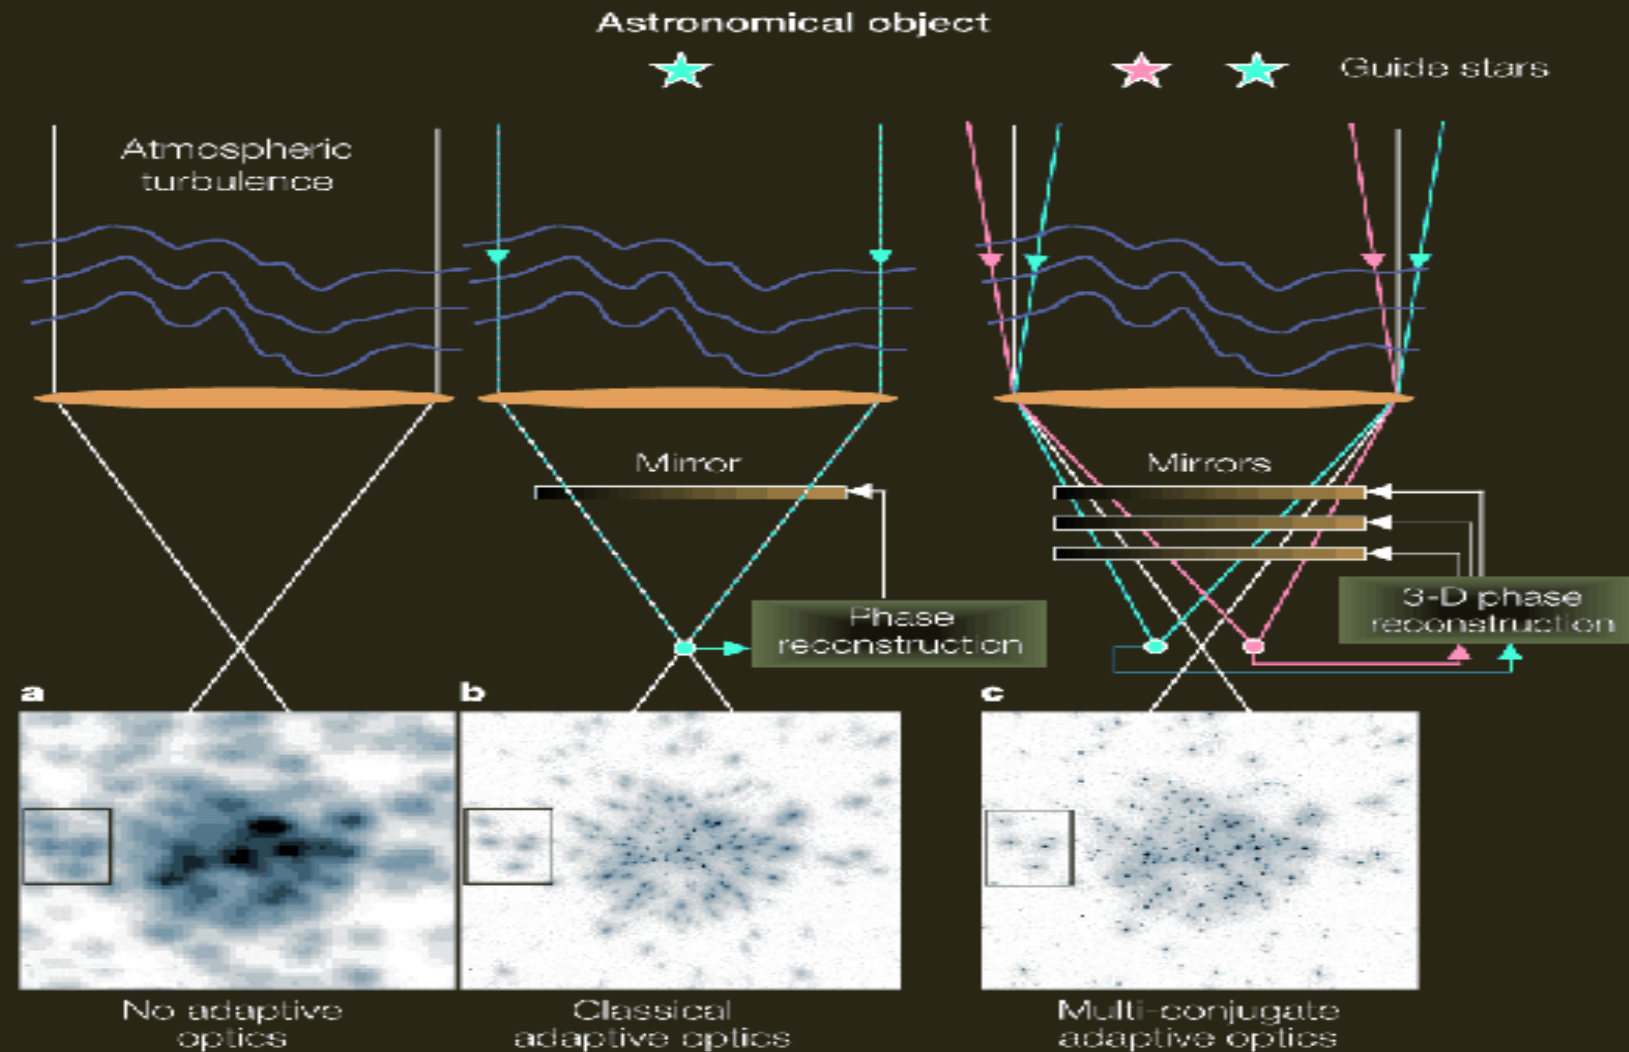 Astronomical object
Guide stars
Atmospheric
turbulence
Mirror
Mirrors
Phase
reconstruction
3-D phase
reconstruction
a
b
c
No adaptive
optics
Classical
adaptive optics
Multi-conjugate
adaptive optics